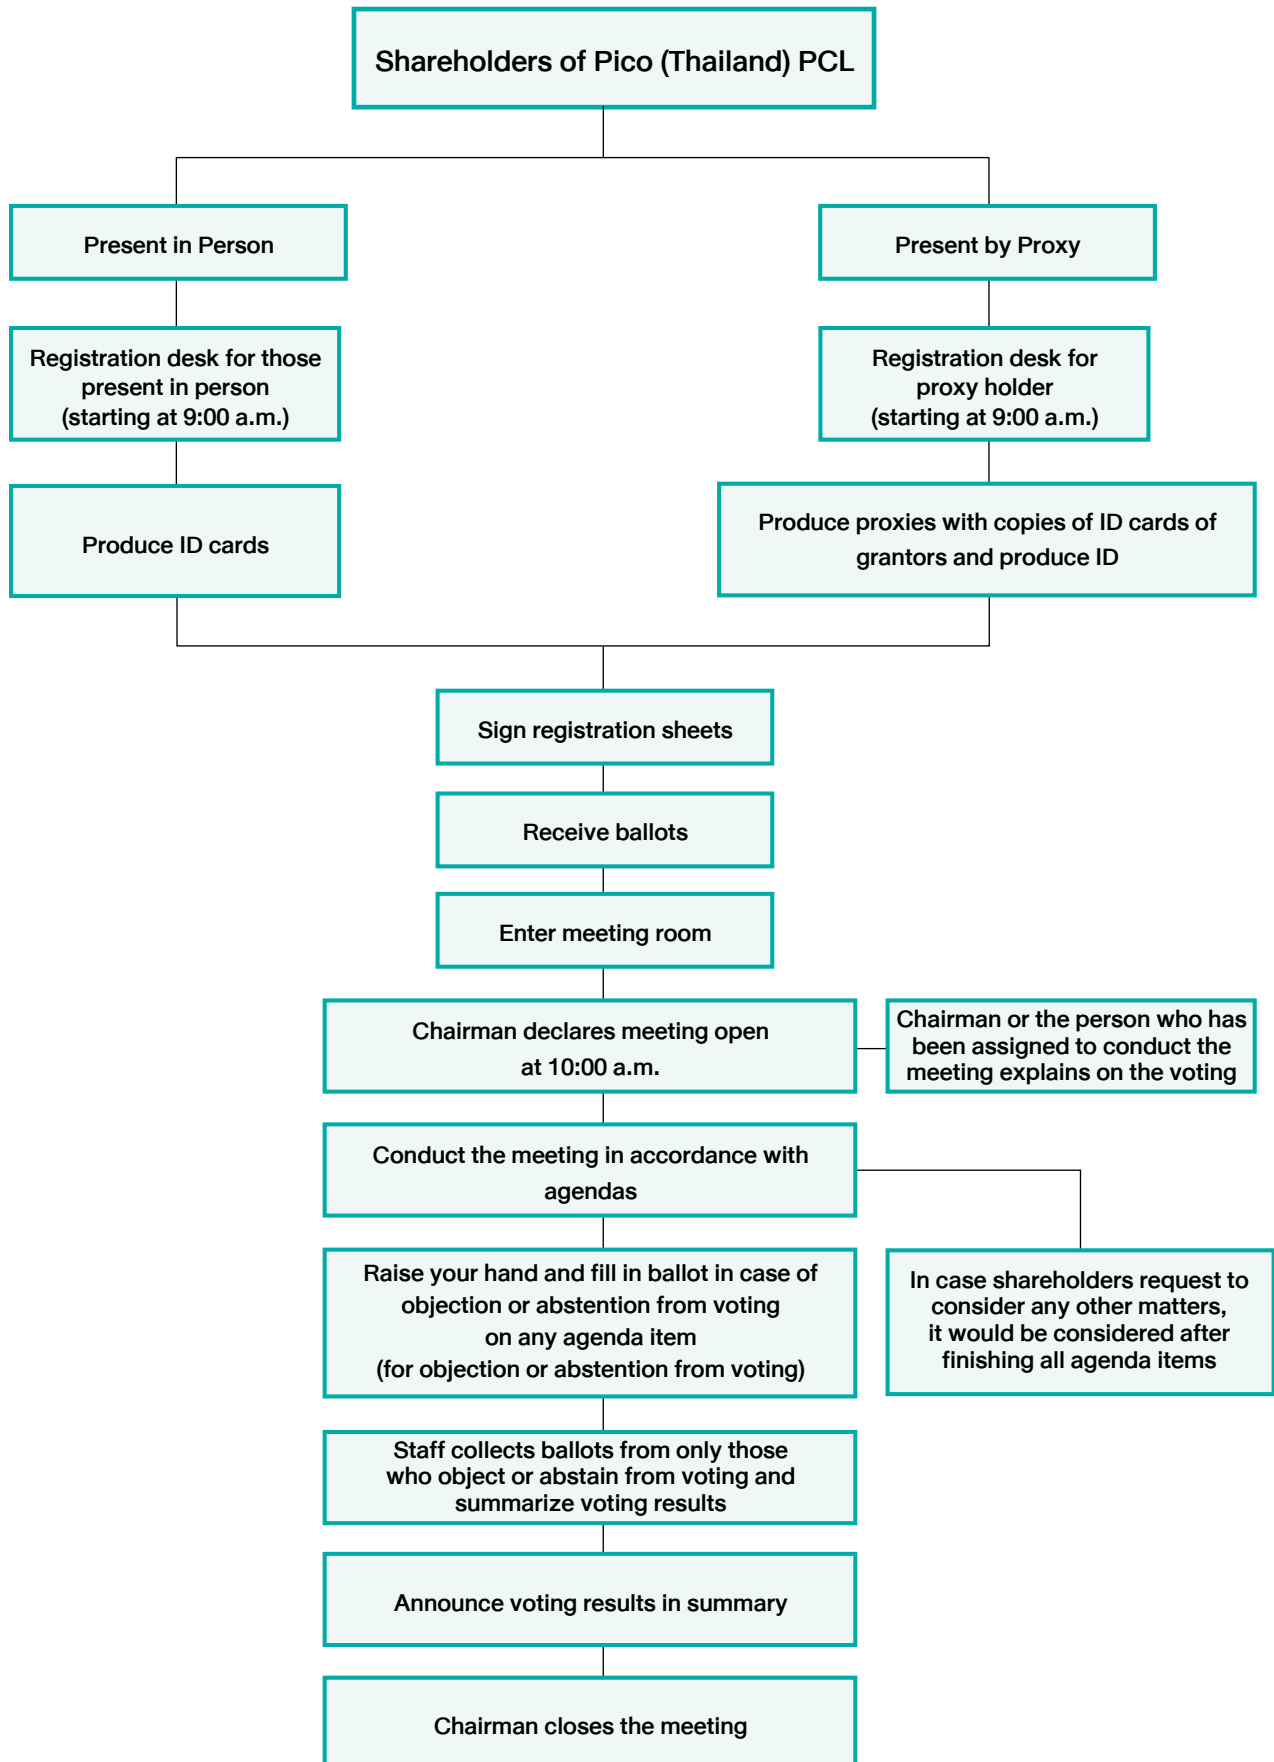 Shareholders of Pico (Thailand) PCL
Present in Person
Present by Proxy
Registration desk for those
present in person
(starting at 9:00 a.m.)
Registration desk for
proxy holder
(starting at 9:00 a.m.)
Produce ID cards
Produce proxies with copies of ID cards of
grantors and produce ID
Sign registration sheets
Receive ballots
Enter meeting room
Chairman declares meeting open
at 10:00 a.m.
Chairman or the person who has
been assigned to conduct the
meeting explains on the voting
Conduct the meeting in accordance with
agendas
Raise your hand and fill in ballot in case of
objection or abstention from voting
on any agenda item
(for objection or abstention from voting)
In case shareholders request to
consider any other matters,
it would be considered after
finishing all agenda items
Staff collects ballots from only those
who object or abstain from voting and
summarize voting results
Announce voting results in summary
Chairman closes the meeting